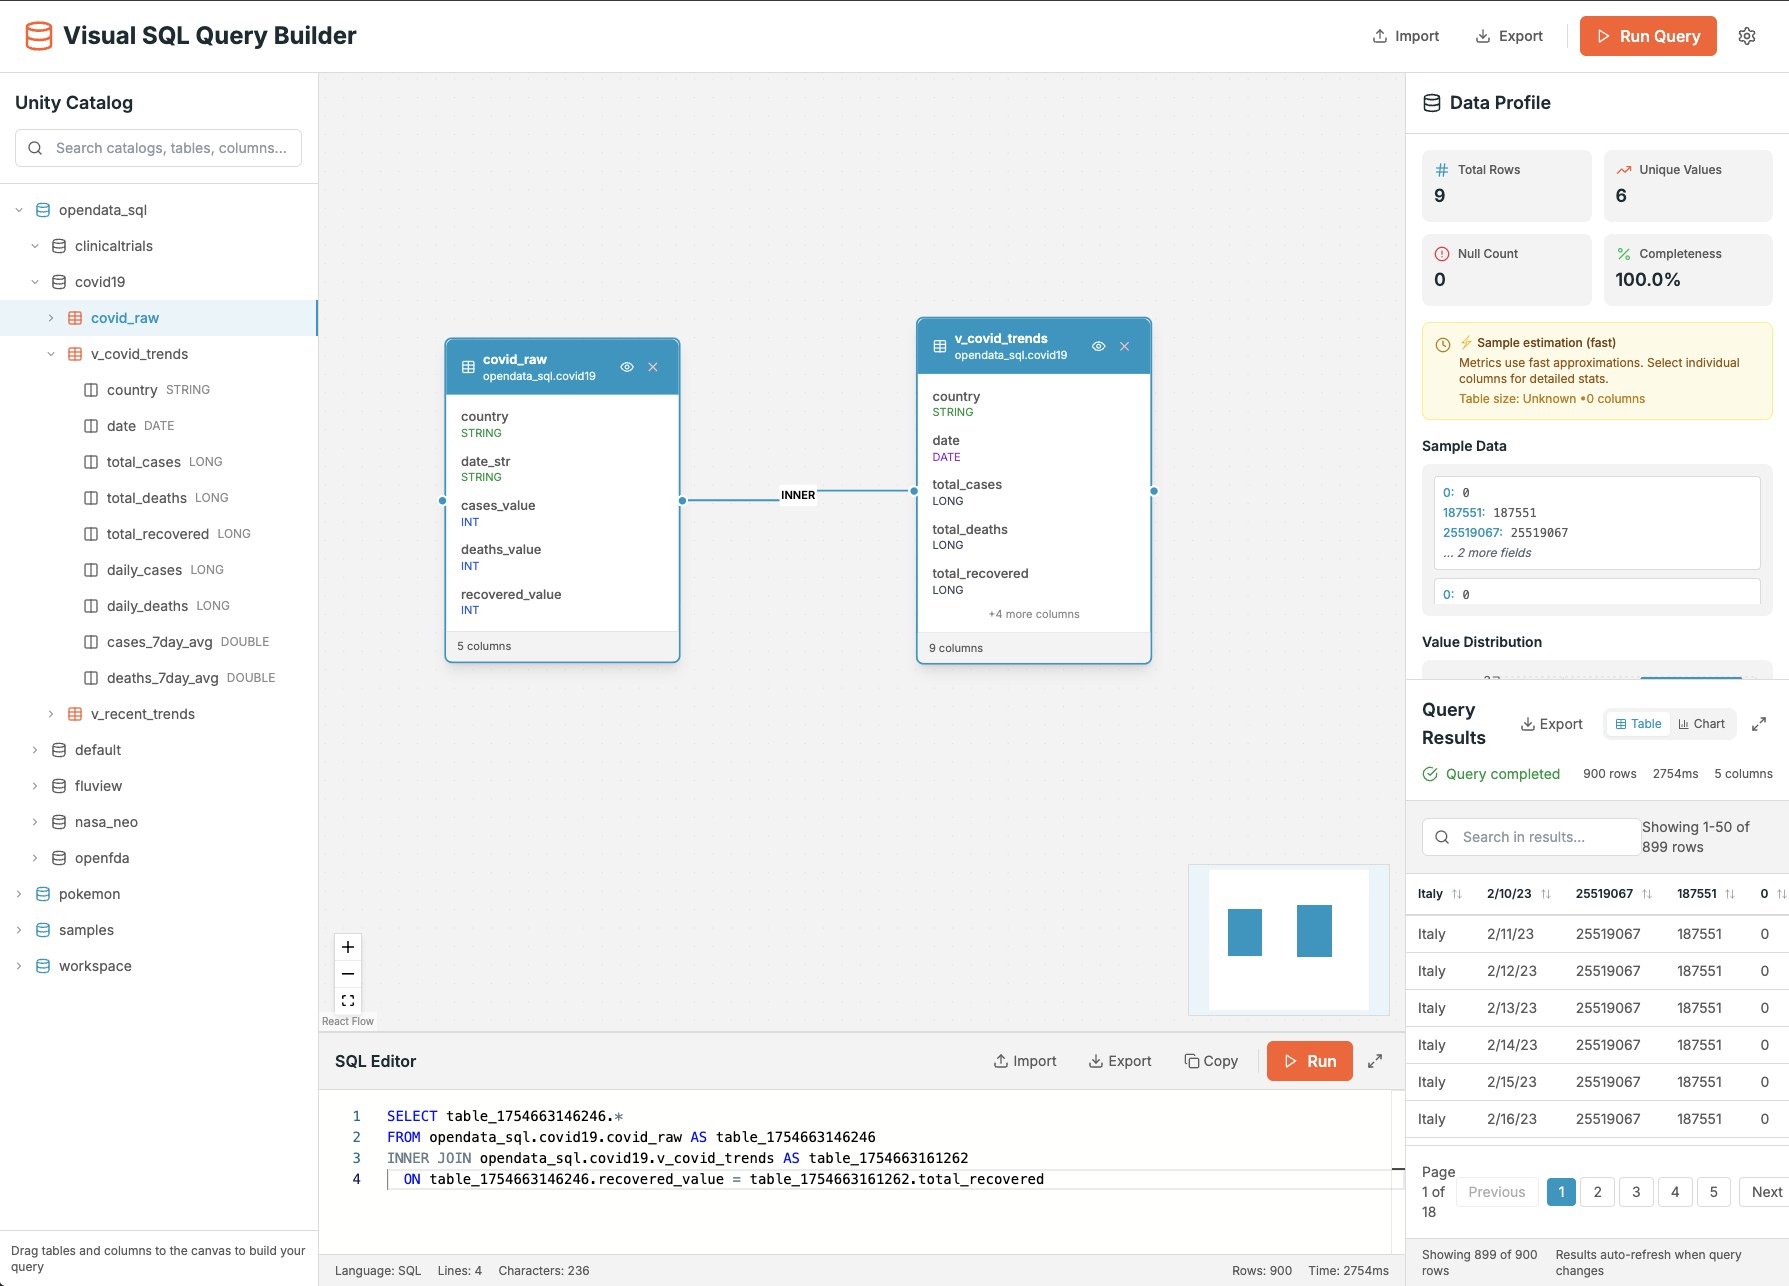 Visual SQL Query Builder
Import
Export
Run Query
Unity Catalog
Search catalogs, tables, columns...
opendata_sql
clinicaltrials
covid19
covid_raw
v_covid_trends
country STRING
date DATE
total_cases LONG
total_deaths LONG
total_recovered LONG
daily_cases LONG
daily_deaths LONG
cases_7day_avg DOUBLE
deaths_7day_avg DOUBLE
v_recent_trends
default
fluview
nasa_neo
openfda
pokemon
samples
workspace
Drag tables and columns to the canvas to build your
query
covid_raw
opendata_sql.covid19
country
STRING
date_str
STRING
cases_value
INT
deaths_value
INT
recovered_value
INT
5 columns
INNER
v_covid_trends
opendata_sql.covid19
country
STRING
date
DATE
total_cases
LONG
total_deaths
LONG
total_recovered
LONG
+4 more columns
9 columns
React Flow
SQL Editor
Import
Export
Copy
Run
1 SELECT table_1754663146246.*
2 FROM opendata_sql.covid19.covid_raw AS table_1754663146246
3 INNER JOIN opendata_sql.covid19.v_covid_trends AS table_1754663161262
4 ON table_1754663146246.recovered_value = table_1754663161262.total_recovered
Language: SQL Lines: 4 Characters: 236
Rows: 900 Time: 2754ms
Data Profile
# Total Rows
9
Unique Values
6
Null Count
0
% Completeness
100.0%
⚡ Sample estimation (fast)
Metrics use fast approximations. Select individual
columns for detailed stats.
Table size: Unknown •0 columns
Sample Data
0: 0
187551: 187551
25519067: 25519067
... 2 more fields
0: 0
Value Distribution
Query
Results
Export
Table
Chart
Query completed 900 rows 2754ms 5 columns
Search in results...
Showing 1-50 of
899 rows
Italy 2/10/23 25519067 187551 0
Italy 2/11/23 25519067 187551 0
Italy 2/12/23 25519067 187551 0
Italy 2/13/23 25519067 187551 0
Italy 2/14/23 25519067 187551 0
Italy 2/15/23 25519067 187551 0
Italy 2/16/23 25519067 187551 0
Page
1 of
18
Previous 1 2 3 4 5 Next
Showing 899 of 900
rows
Results auto-refresh when query
changes